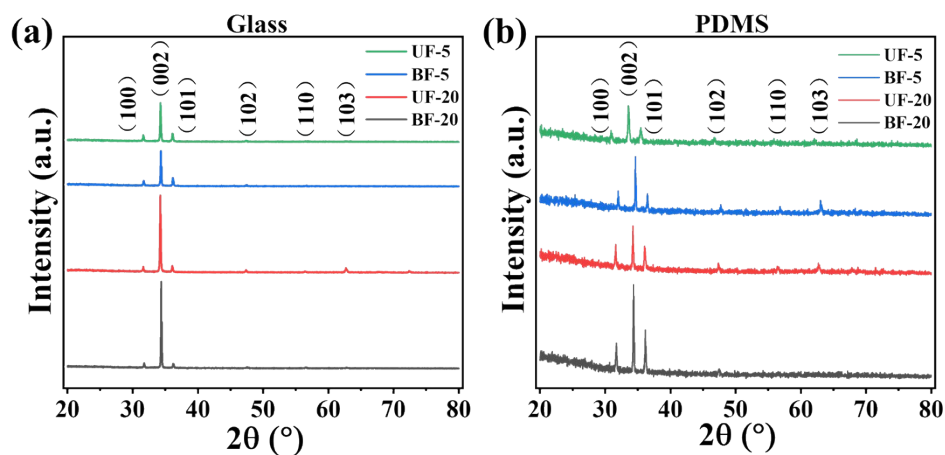 (a)
Glass
UF-5
BF-5
UF-20
BF-20
(100)
(002)
(101)
(102)
(110)
(103)
Intensity (a.u.)
20 30 40 50 60 70 80
2θ (°)
(b)
PDMS
UF-5
BF-5
UF-20
BF-20
(100)
(002)
(101)
(102)
(110)
(103)
Intensity (a.u.)
20 30 40 50 60 70 80
2θ (°)